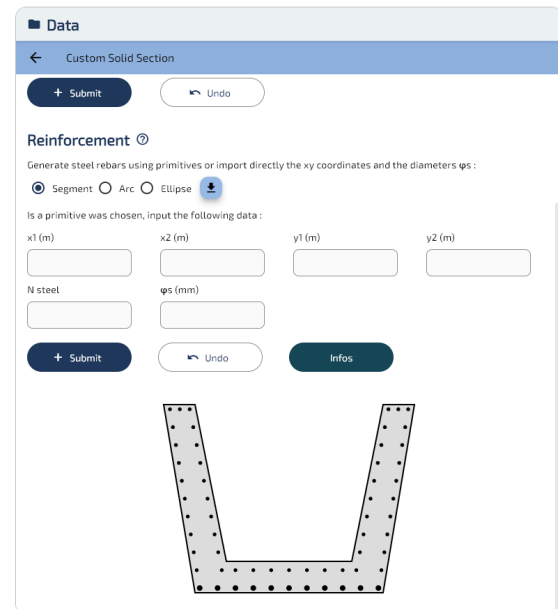 Data
Custom Solid Section
+ Submit
Undo
Reinforcement
Generate steel rebars using primitives or import directly the xy coordinates and the diameters φs :
Segment Arc Ellipse
Is a primitive was chosen, input the following data :
x1 (m) x2 (m) y1 (m) y2 (m)
N steel φs (mm)
+ Submit Undo Infos